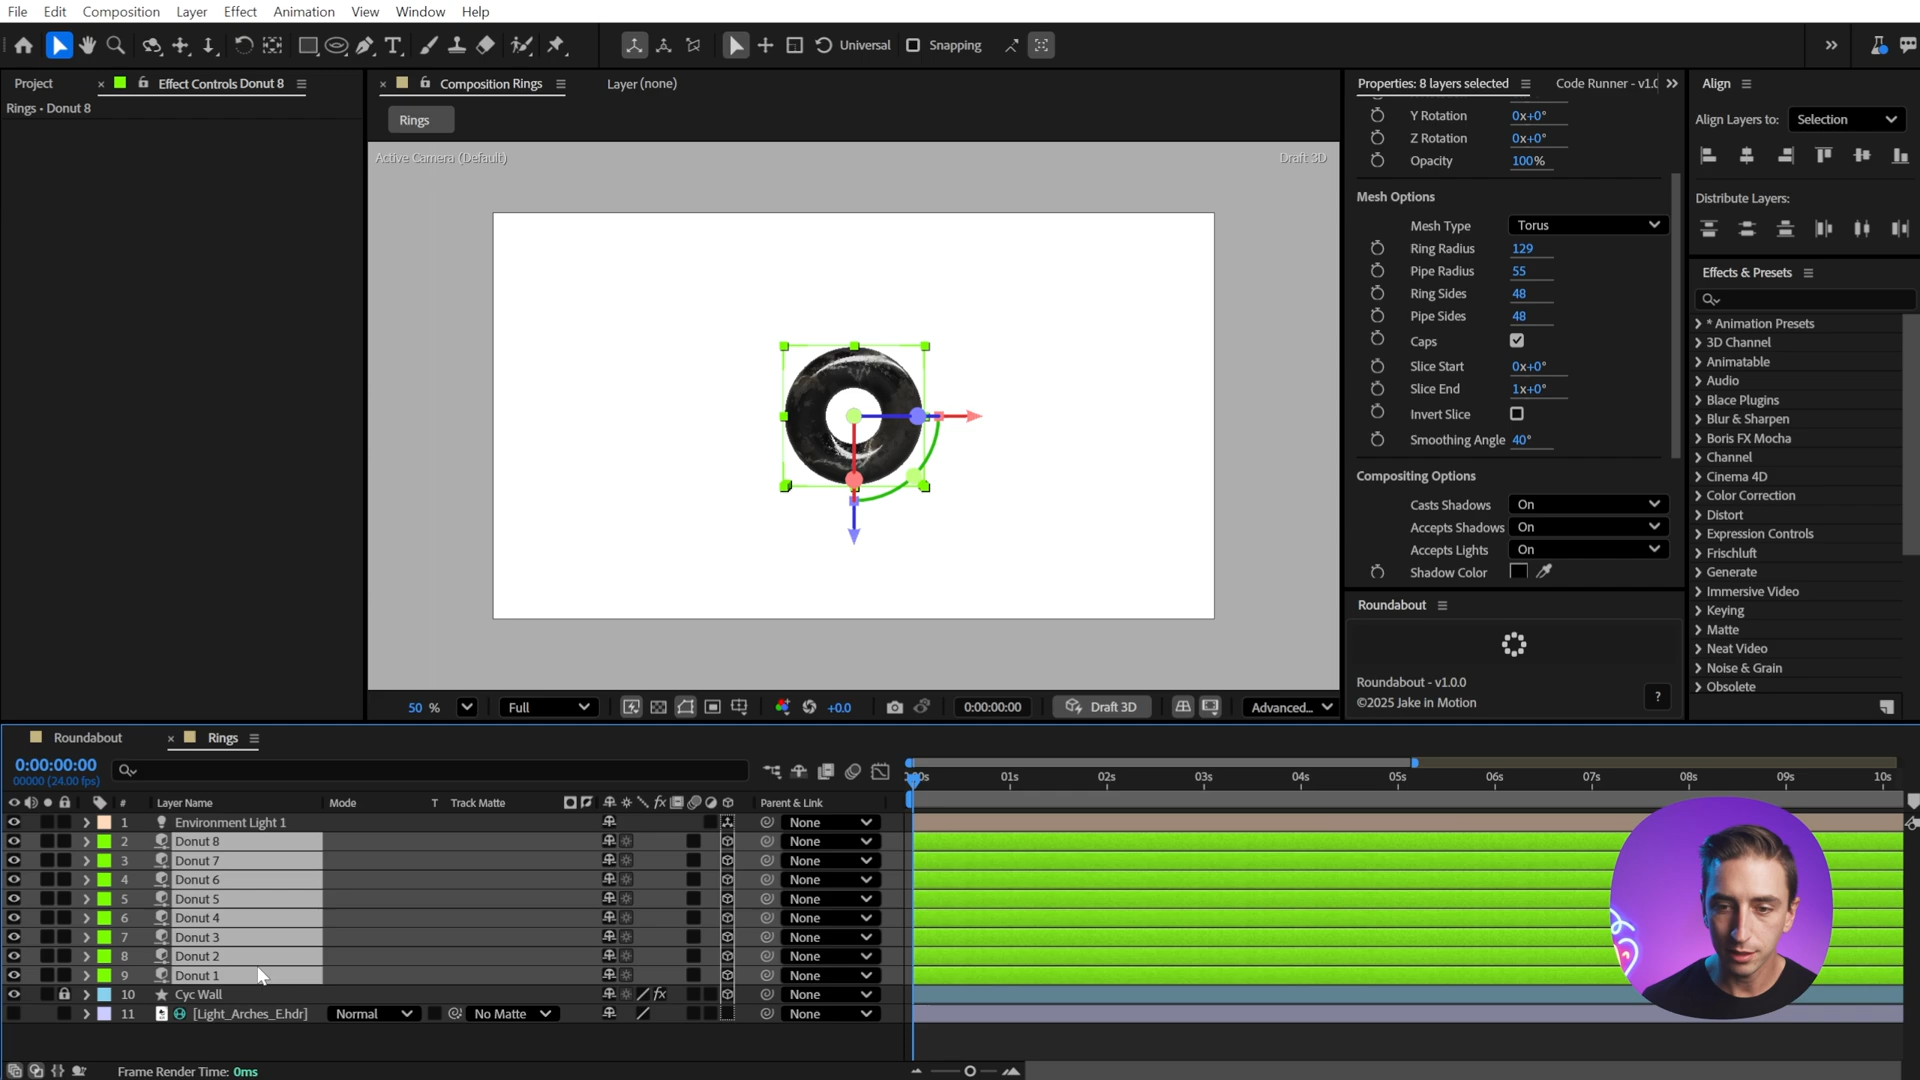 File Edit Composition Layer Effect Animation View Window Help
Universal Snapping
Project Effect Controls Donut 8
Rings • Donut 8
Composition Rings Layer (none)
Rings
Active Camera (Default) Draft 3D
50 % Full +0.0 0:00:00:00 Draft 3D Advanced...
Properties: 8 layers selected Code Runner - v1.0
Y Rotation 0x+0°
Z Rotation 0x+0°
Opacity 100%
Mesh Options
Mesh Type Torus
Ring Radius 129
Pipe Radius 55
Ring Sides 48
Pipe Sides 48
Caps
Slice Start 0x+0°
Slice End 1x+0°
Invert Slice
Smoothing Angle 40°
Compositing Options
Casts Shadows On
Accepts Shadows On
Accepts Lights On
Shadow Color
Roundabout
Roundabout - v1.0.0
©2025 Jake in Motion
?
Align
Align Layers to: Selection
Distribute Layers:
Effects & Presets
* Animation Presets
3D Channel
Animatable
Audio
Blace Plugins
Blur & Sharpen
Boris FX Mocha
Channel
Cinema 4D
Color Correction
Distort
Expression Controls
Frischluft
Generate
Immersive Video
Keying
Matte
Neat Video
Noise & Grain
Obsolete
Roundabout Rings
0:00:00:00
00000 (24.00 fps)
01s 02s 03s 04s 05s 06s 07s 08s 09s 10s
# Layer Name Mode T Track Matte fx Parent & Link
1 Environment Light 1 None
2 Donut 8 None
3 Donut 7 None
4 Donut 6 None
5 Donut 5 None
6 Donut 4 None
7 Donut 3 None
8 Donut 2 None
9 Donut 1 None
10 Cyc Wall fx None
11 [Light_Arches_E.hdr] Normal No Matte None
Frame Render Time: 0ms